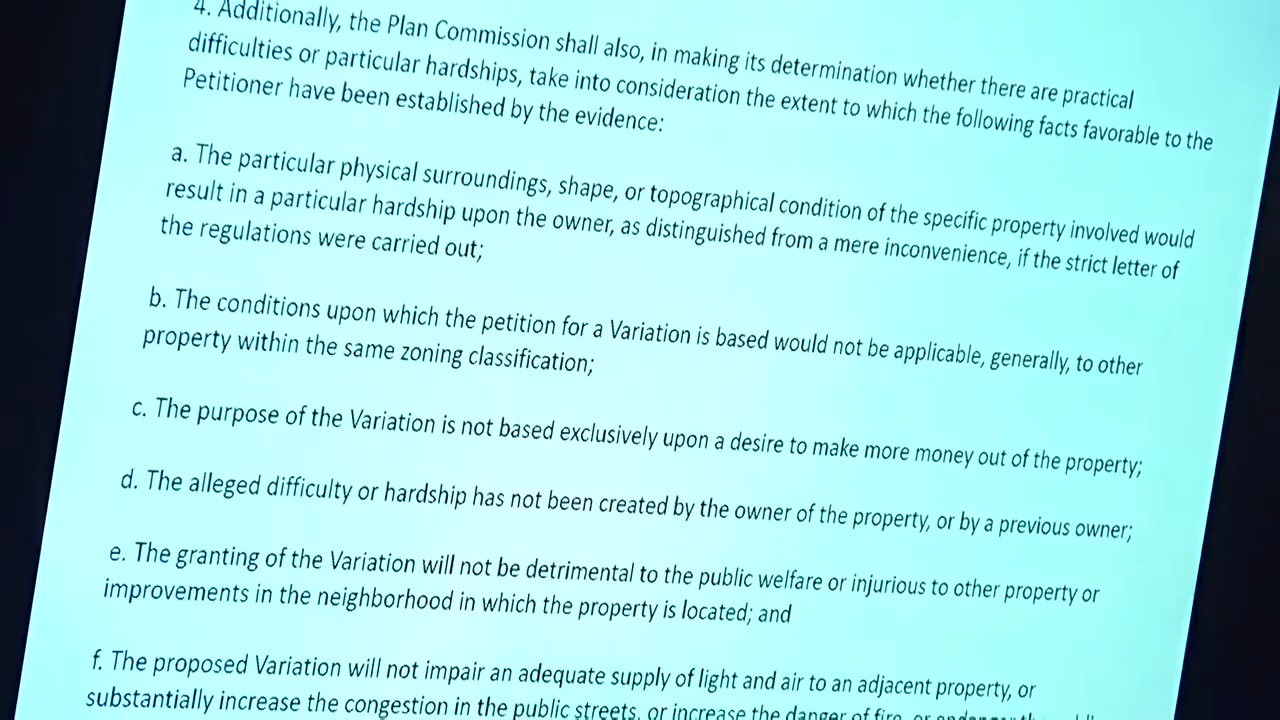 4. Additionally, the Plan Commission shall also, in making its determination whether there are practical
difficulties or particular hardships, take into consideration the extent to which the following facts favorable to the
Petitioner have been established by the evidence:
a. The particular physical surroundings, shape, or topographical condition of the specific property involved would
result in a particular hardship upon the owner, as distinguished from a mere inconvenience, if the strict letter of
the regulations were carried out;
b. The conditions upon which the petition for a Variation is based would not be applicable, generally, to other
property within the same zoning classification;
c. The purpose of the Variation is not based exclusively upon a desire to make more money out of the property;
d. The alleged difficulty or hardship has not been created by the owner of the property, or by a previous owner;
e. The granting of the Variation will not be detrimental to the public welfare or injurious to other property or
improvements in the neighborhood in which the property is located; and
f. The proposed Variation will not impair an adequate supply of light and air to an adjacent property, or
substantially increase the congestion in the public streets, or increase the danger of fire, or